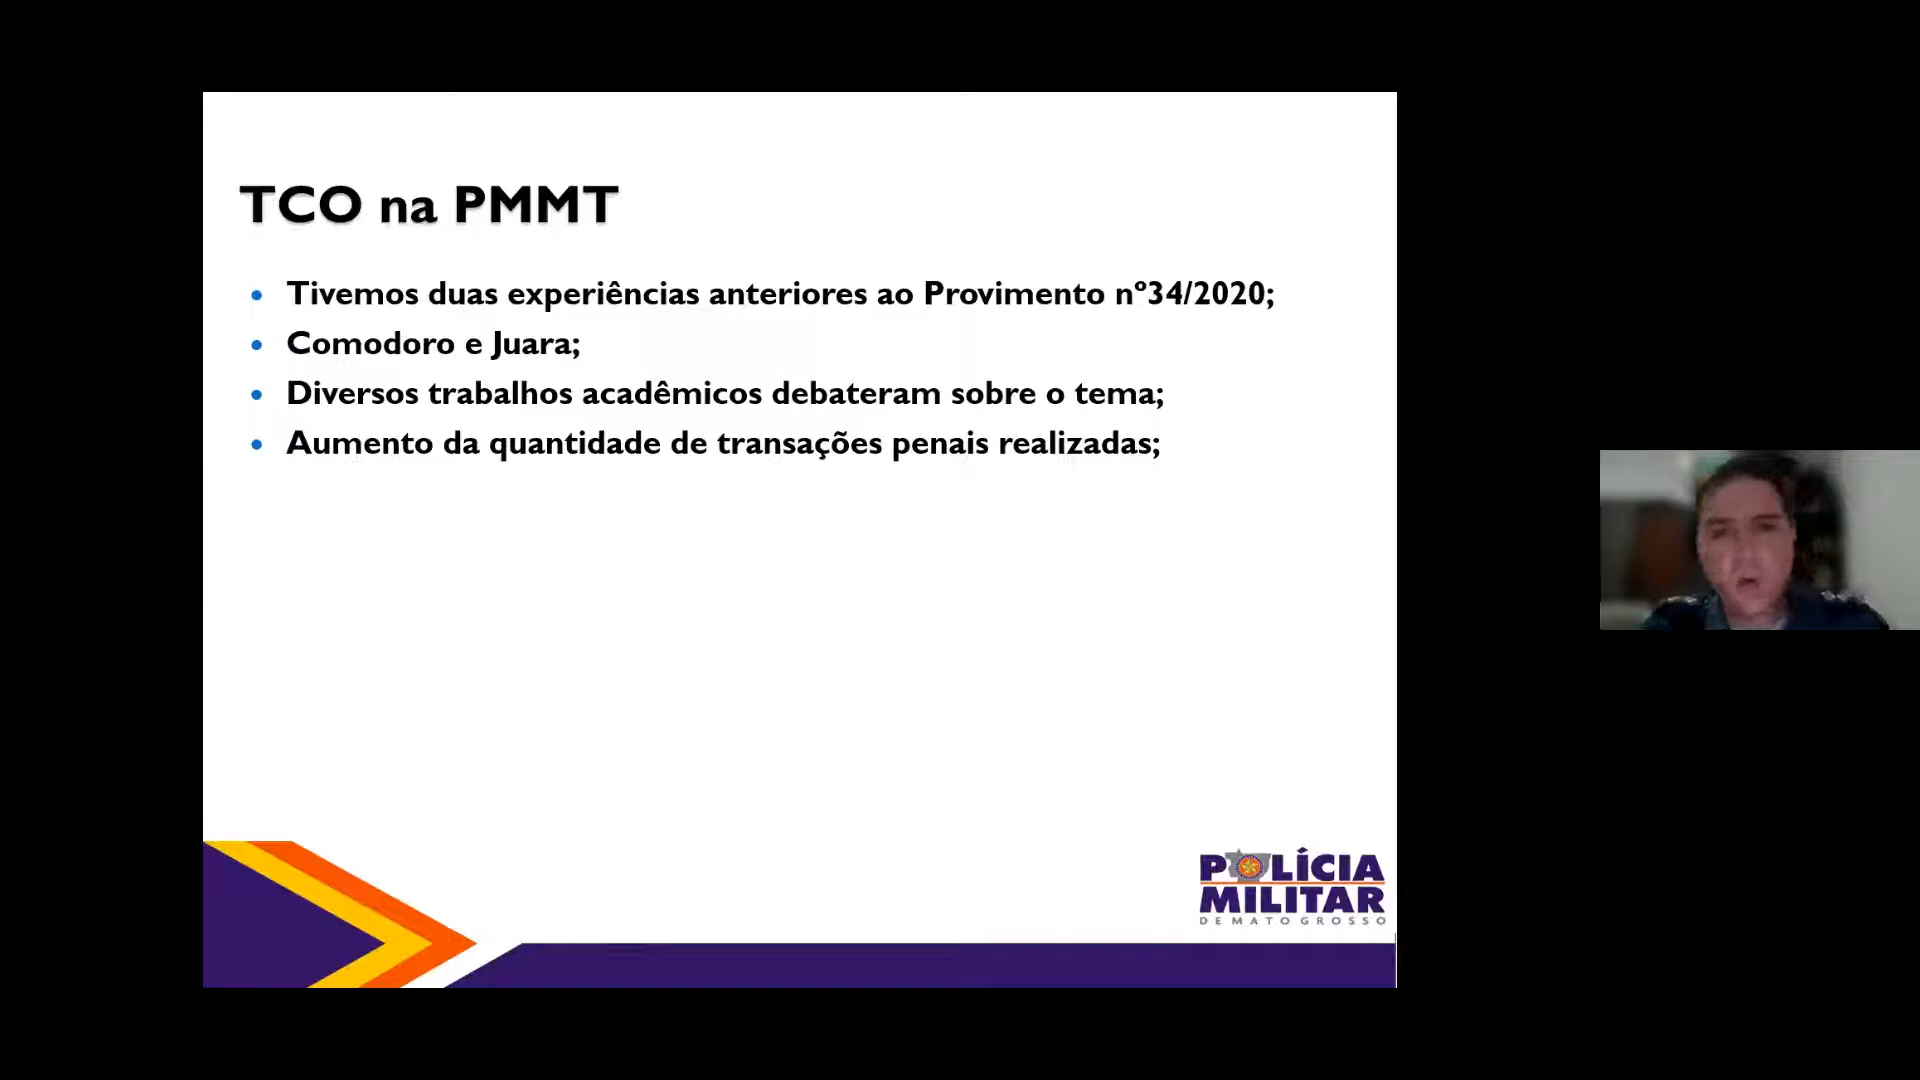 TCO na PMMT
• Tivemos duas experiências anteriores ao Provimento nº34/2020;
• Comodoro e Juara;
• Diversos trabalhos acadêmicos debateram sobre o tema;
• Aumento da quantidade de transações penais realizadas;
POLÍCIA
MILITAR
DE MATO GROSSO